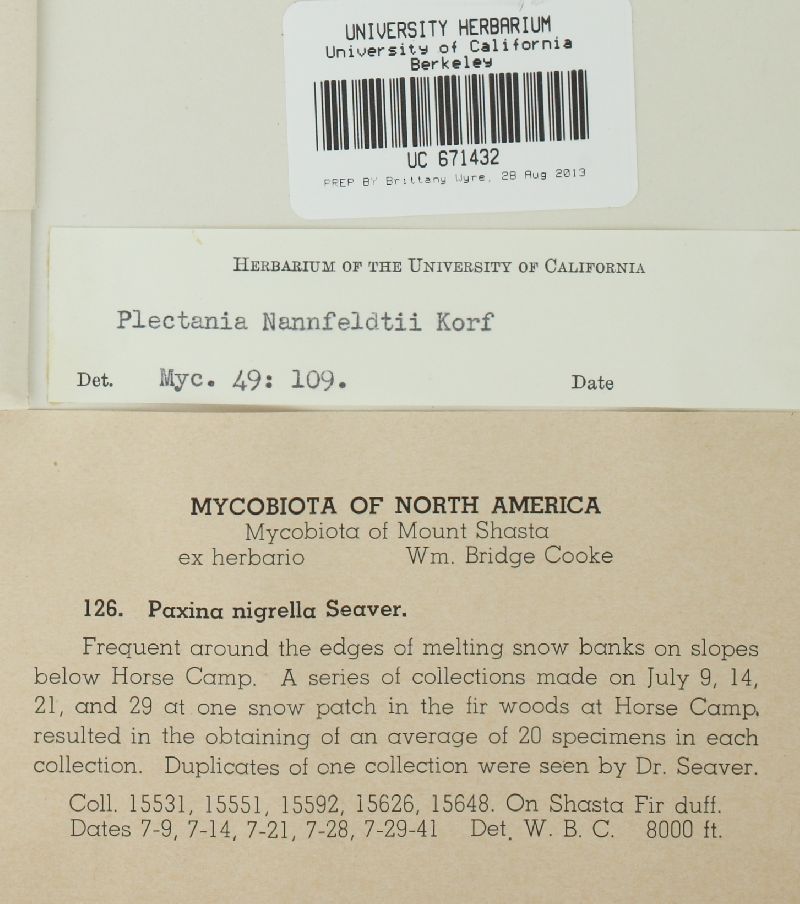 UNIVERSITY HERBARIUM
University of California
Berkeley
UC 671432
PREP BY Brittany Wyre, 28 Aug 2013
HERBARIUM OF THE UNIVERSITY OF CALIFORNIA
Plectania Nannfeldtii Korf
Det. Myc. 49: 109. Date
MYCOBIOTA OF NORTH AMERICA
Mycobiota of Mount Shasta
ex herbario Wm. Bridge Cooke
126. Paxina nigrella Seaver.
Frequent around the edges of melting snow banks on slopes
below Horse Camp. A series of collections made on July 9, 14,
21, and 29 at one snow patch in the fir woods at Horse Camp,
resulted in the obtaining of an average of 20 specimens in each
collection. Duplicates of one collection were seen by Dr. Seaver.
Coll. 15531, 15551, 15592, 15626, 15648. On Shasta Fir duff.
Dates 7-9, 7-14, 7-21, 7-28, 7-29-41 Det. W. B. C. 8000 ft.